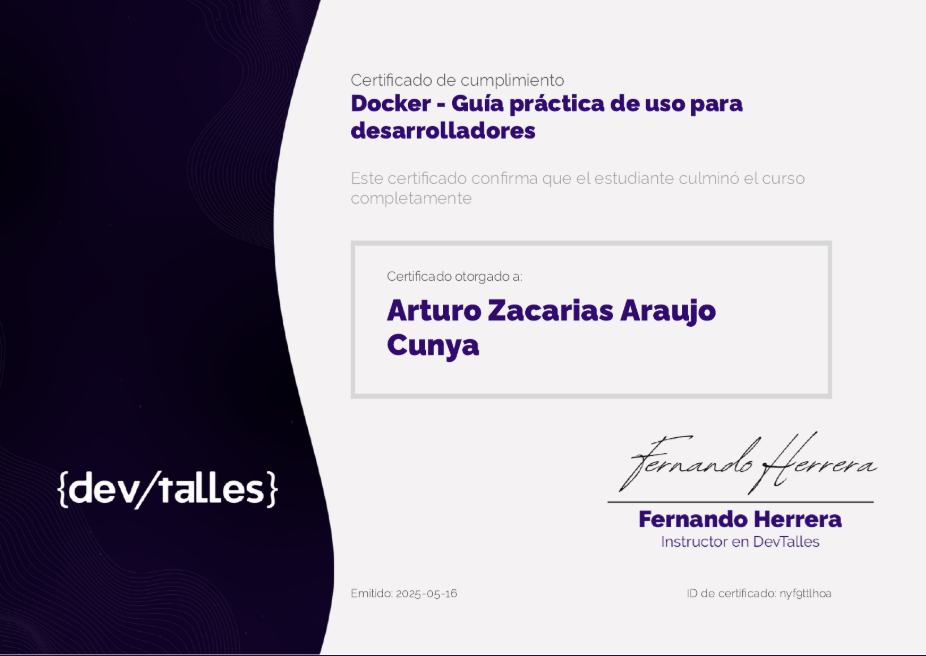 Certificado de cumplimiento
Docker - Guía práctica de uso para
desarrolladores
Este certificado confirma que el estudiante culminó el curso
completamente
Certificado otorgado a:
Arturo Zacarias Araujo
Cunya
{dev/talles}
Fernando Herrera
Fernando Herrera
Instructor en DevTalles
Emitido: 2025-05-16
ID de certificado: nyf9ttlhoa